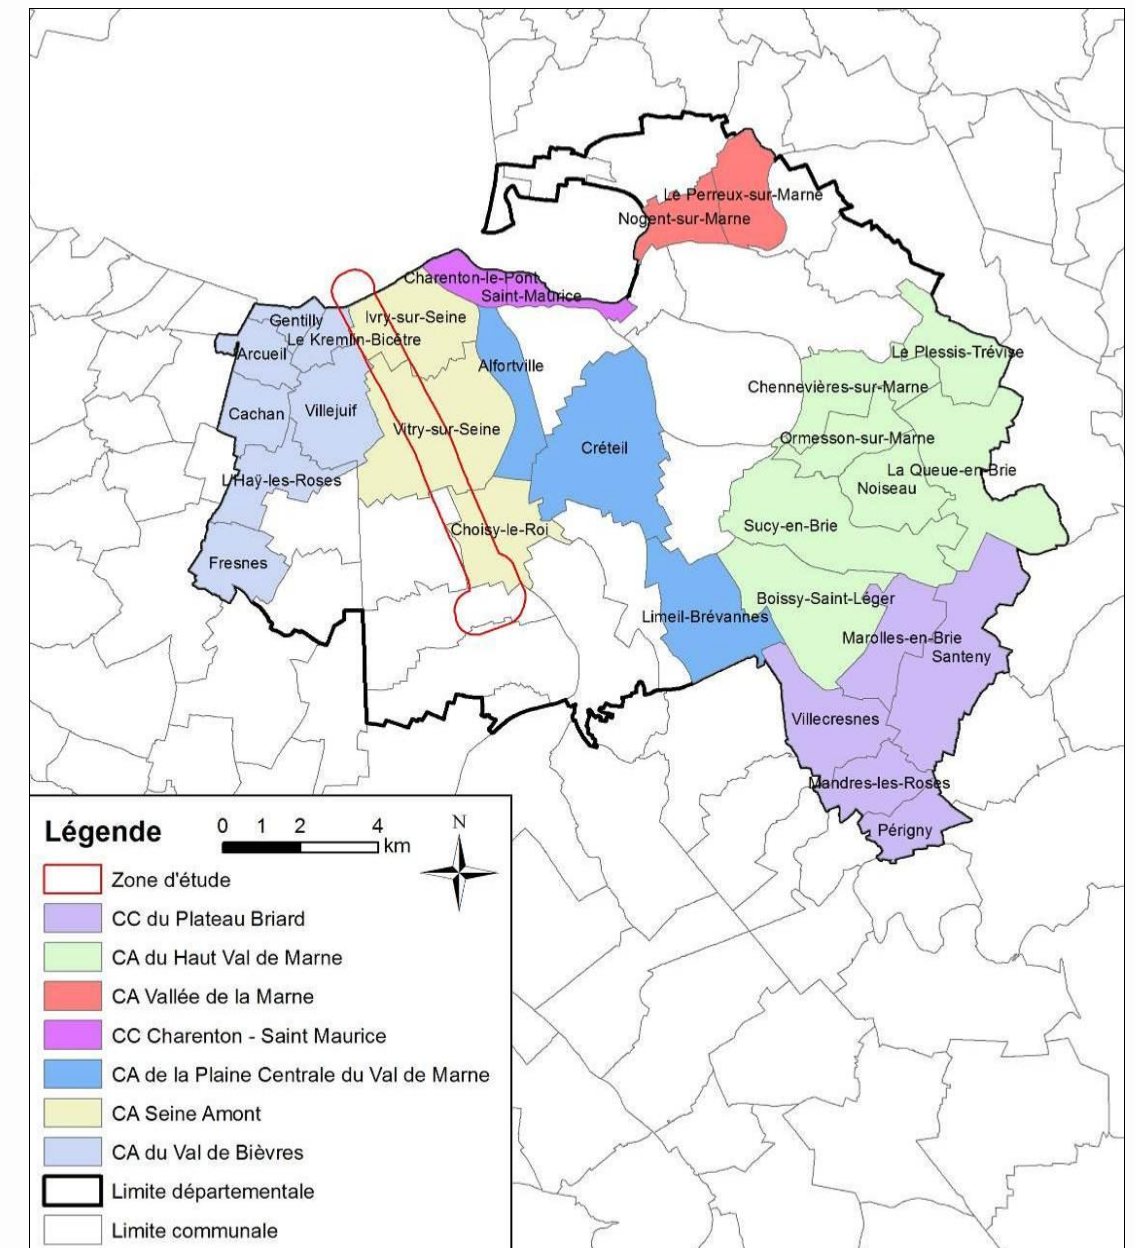 Le Perreux-sur-Marne
Nogent-sur-Marne
Charenton-le-Pont
Saint-Maurice
Gentilly
Ivry-sur-Seine
Le Kremlin-Bicêtre
Arcueil
Le Plessis-Trévise
Alfortville
Chennevières-sur-Marne
Cachan
Villejuif
Vitry-sur-Seine
Ormesson-sur-Marne
Créteil
La Queue-en-Brie
L'Haÿ-les-Roses
Noiseau
Choisy-le-Roi
Sucy-en-Brie
Fresnes
Boissy-Saint-Léger
Limeil-Brévannes
Marolles-en-Brie
Santeny
Villecresnes
Mandres-les-Roses
Périgny
Légende
0 1 2 4
km
N
Zone d'étude
CC du Plateau Briard
CA du Haut Val de Marne
CA Vallée de la Marne
CC Charenton - Saint Maurice
CA de la Plaine Centrale du Val de Marne
CA Seine Amont
CA du Val de Bièvres
Limite départementale
Limite communale